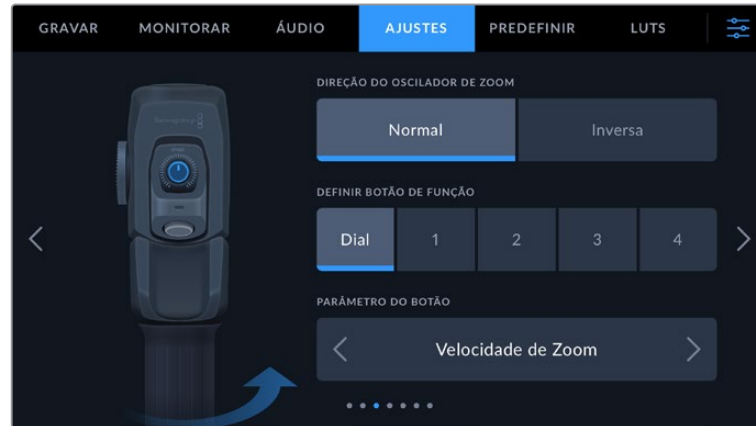 GRAVAR MONITORAR ÁUDIO AJUSTES PREDEFINIR LUTS
DIREÇÃO DO OSCILADOR DE ZOOM
Normal Inversa
DEFINIR BOTÃO DE FUNÇÃO
Dial 1 2 3 4
PARÂMETRO DO BOTÃO
Velocidade de Zoom